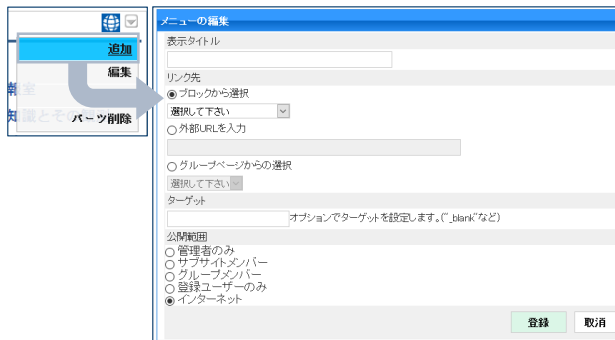 追加
編集
パーツ削除
メニューの編集
表示タイトル
リンク先
ブロックから選択
選択して下さい
外部URLを入力
グループページからの選択
選択して下さい
ターゲット
オプションでターゲットを設定します。("_blank"など)
公開範囲
管理者のみ
サブサイトメンバー
グループメンバー
登録ユーザーのみ
インターネット
登録
取消